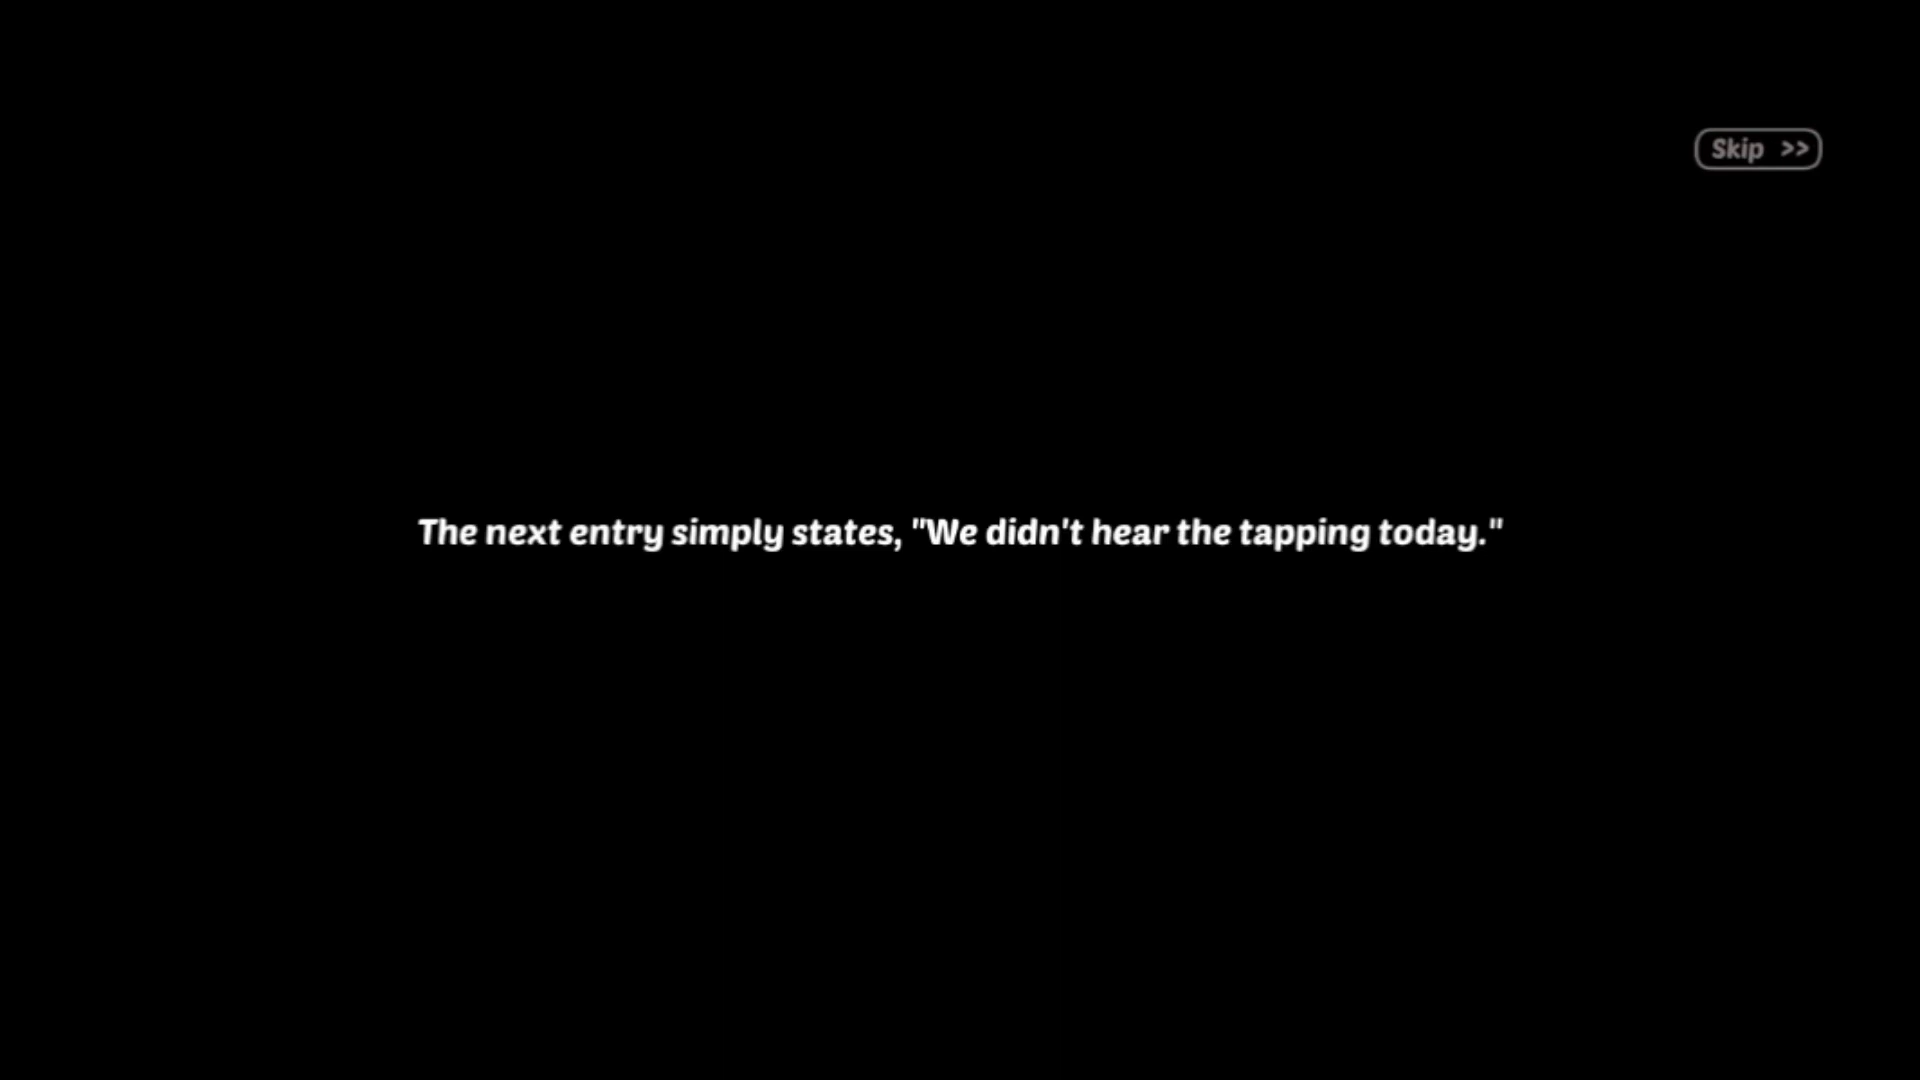 Skip >>
The next entry simply states, "We didn't hear the tapping today."